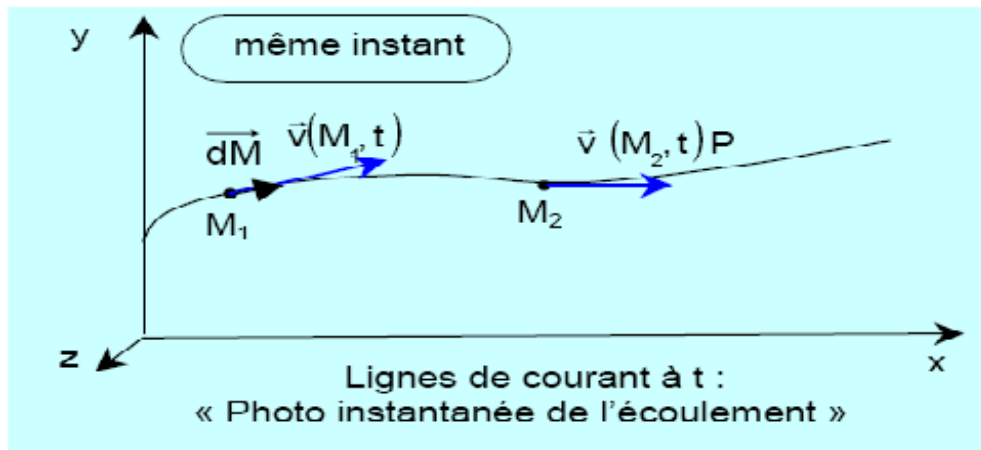 y
même instant
dM v(M₁, t) v (M₂, t) P
M₁ M₂
z x
Lignes de courant à t :
« Photo instantanée de l'écoulement »